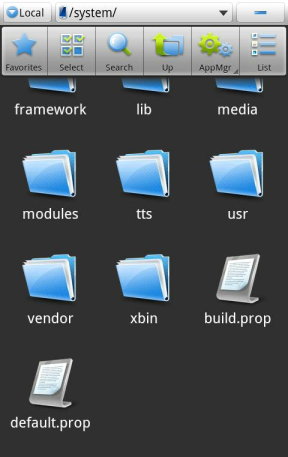 Local /system/
Favorites Select Search Up AppMgr List
framework lib media
modules tts usr
vendor xbin build.prop
default.prop